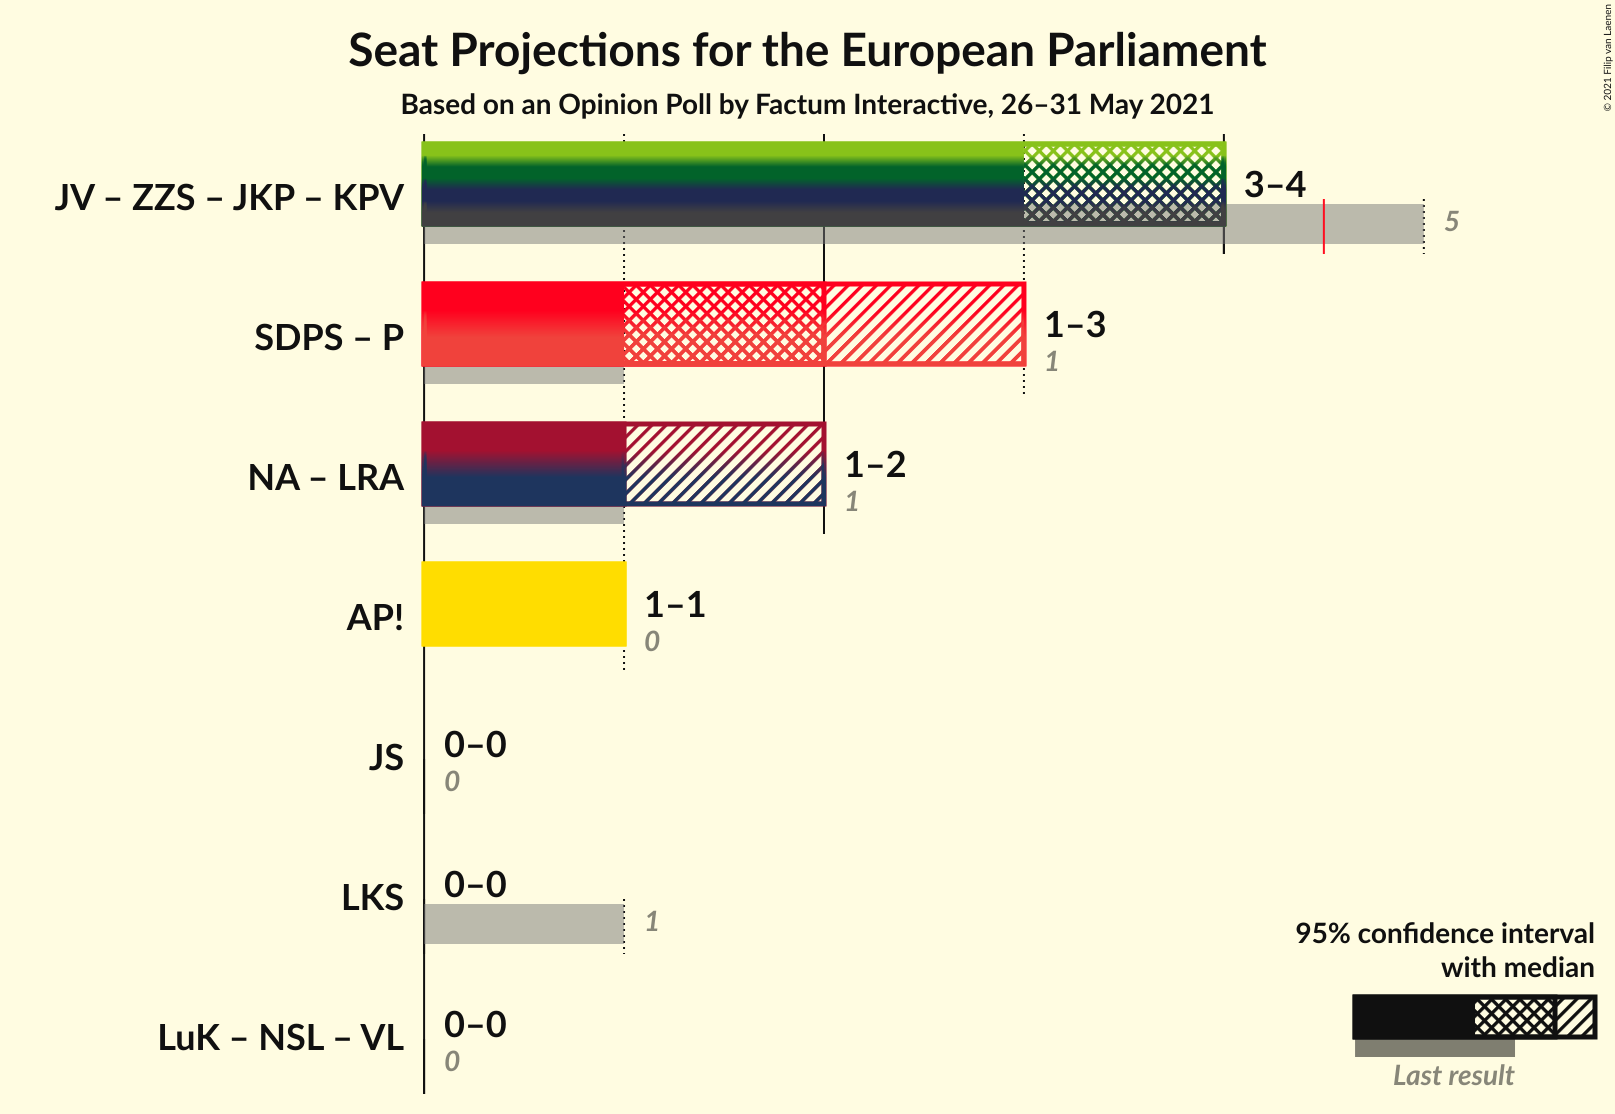 Seat Projections for the European Parliament
Based on an Opinion Poll by Factum Interactive, 26–31 May 2021
© 2021 Filip van Laenen
JV – ZZS – JKP – KPV
3–4
5
SDPS – P
1–3
1
NA – LRA
1–2
1
AP!
1–1
0
JS
0–0
0
LKS
0–0
1
LuK – NSL – VL
0–0
0
95% confidence interval
with median
Last result